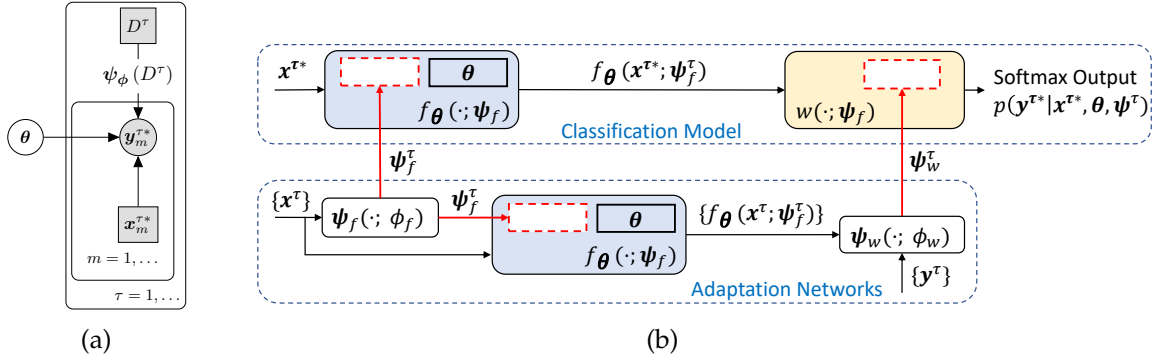 D^τ
ψ_ϕ(D^τ)
θ
y_m^{τ*}
x_m^{τ*}
m = 1, . . .
τ = 1, . . .
(a)
x^{τ*}
θ
f_θ(·; ψ_f)
f_θ(x^{τ*}; ψ_f^τ)
w(·; ψ_f)
Softmax Output
p(y^{τ*}|x^{τ*}, θ, ψ^τ)
Classification Model
ψ_f^τ
ψ_w^τ
{x^τ}
ψ_f(·; ϕ_f)
ψ_f^τ
θ
f_θ(·; ψ_f)
{f_θ(x^τ; ψ_f^τ)}
ψ_w(·; ϕ_w)
{y^τ}
Adaptation Networks
(b)